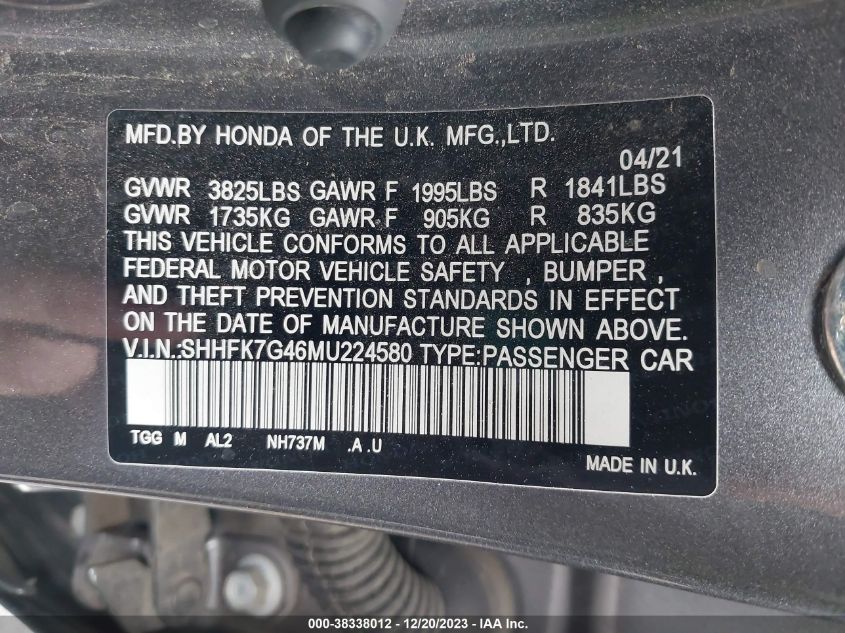 MFD.BY HONDA OF THE U.K. MFG.,LTD.
04/21
GVWR 3825LBS GAWR F 1995LBS R 1841LBS
GVWR 1735KG GAWR F 905KG R 835KG
THIS VEHICLE CONFORMS TO ALL APPLICABLE
FEDERAL MOTOR VEHICLE SAFETY , BUMPER ,
AND THEFT PREVENTION STANDARDS IN EFFECT
ON THE DATE OF MANUFACTURE SHOWN ABOVE.
V.I.N.:SHHFK7G46MU224580 TYPE:PASSENGER CAR
TGG M AL2 NH737M .A .U
MADE IN U.K.
000-38338012 - 12/20/2023 - IAA Inc.